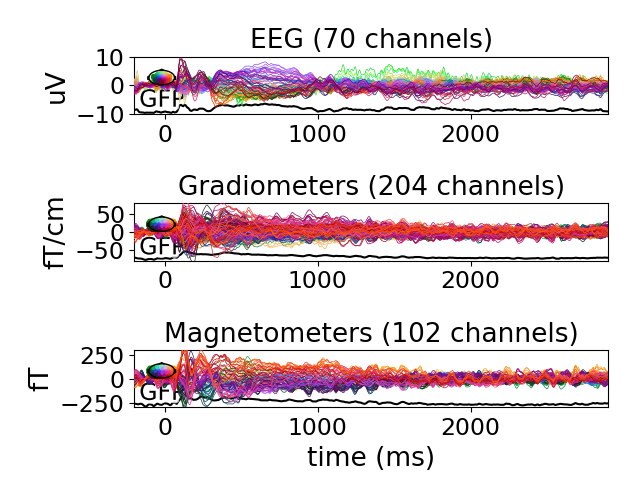 EEG (70 channels)
10
0
−10
uV
GFP
0 1000 2000
Gradiometers (204 channels)
50
0
−50
fT/cm
GFP
0 1000 2000
Magnetometers (102 channels)
250
0
−250
fT
GFP
0 1000 2000
time (ms)